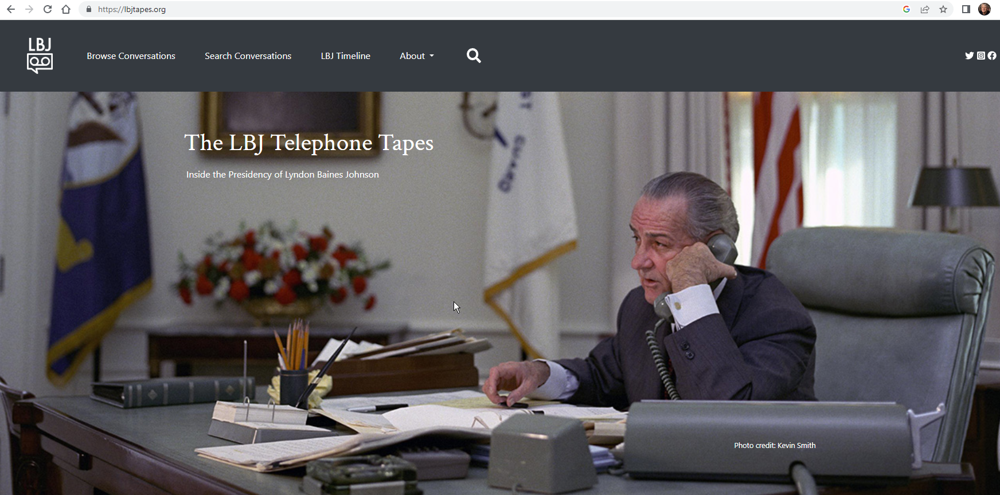 https://lbjtapes.org
LBJ
Browse Conversations
Search Conversations
LBJ Timeline
About
The LBJ Telephone Tapes
Inside the Presidency of Lyndon Baines Johnson
Photo credit: Kevin Smith